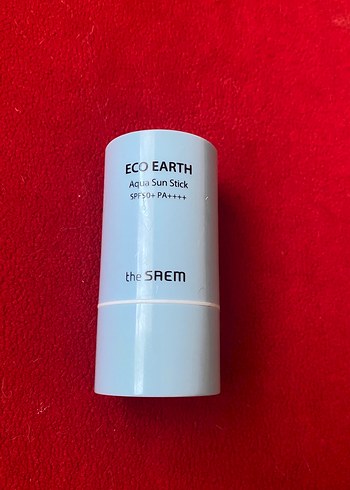 ECO EARTH
Aqua Sun Stick
SPF50+ PA++++
the SAEM